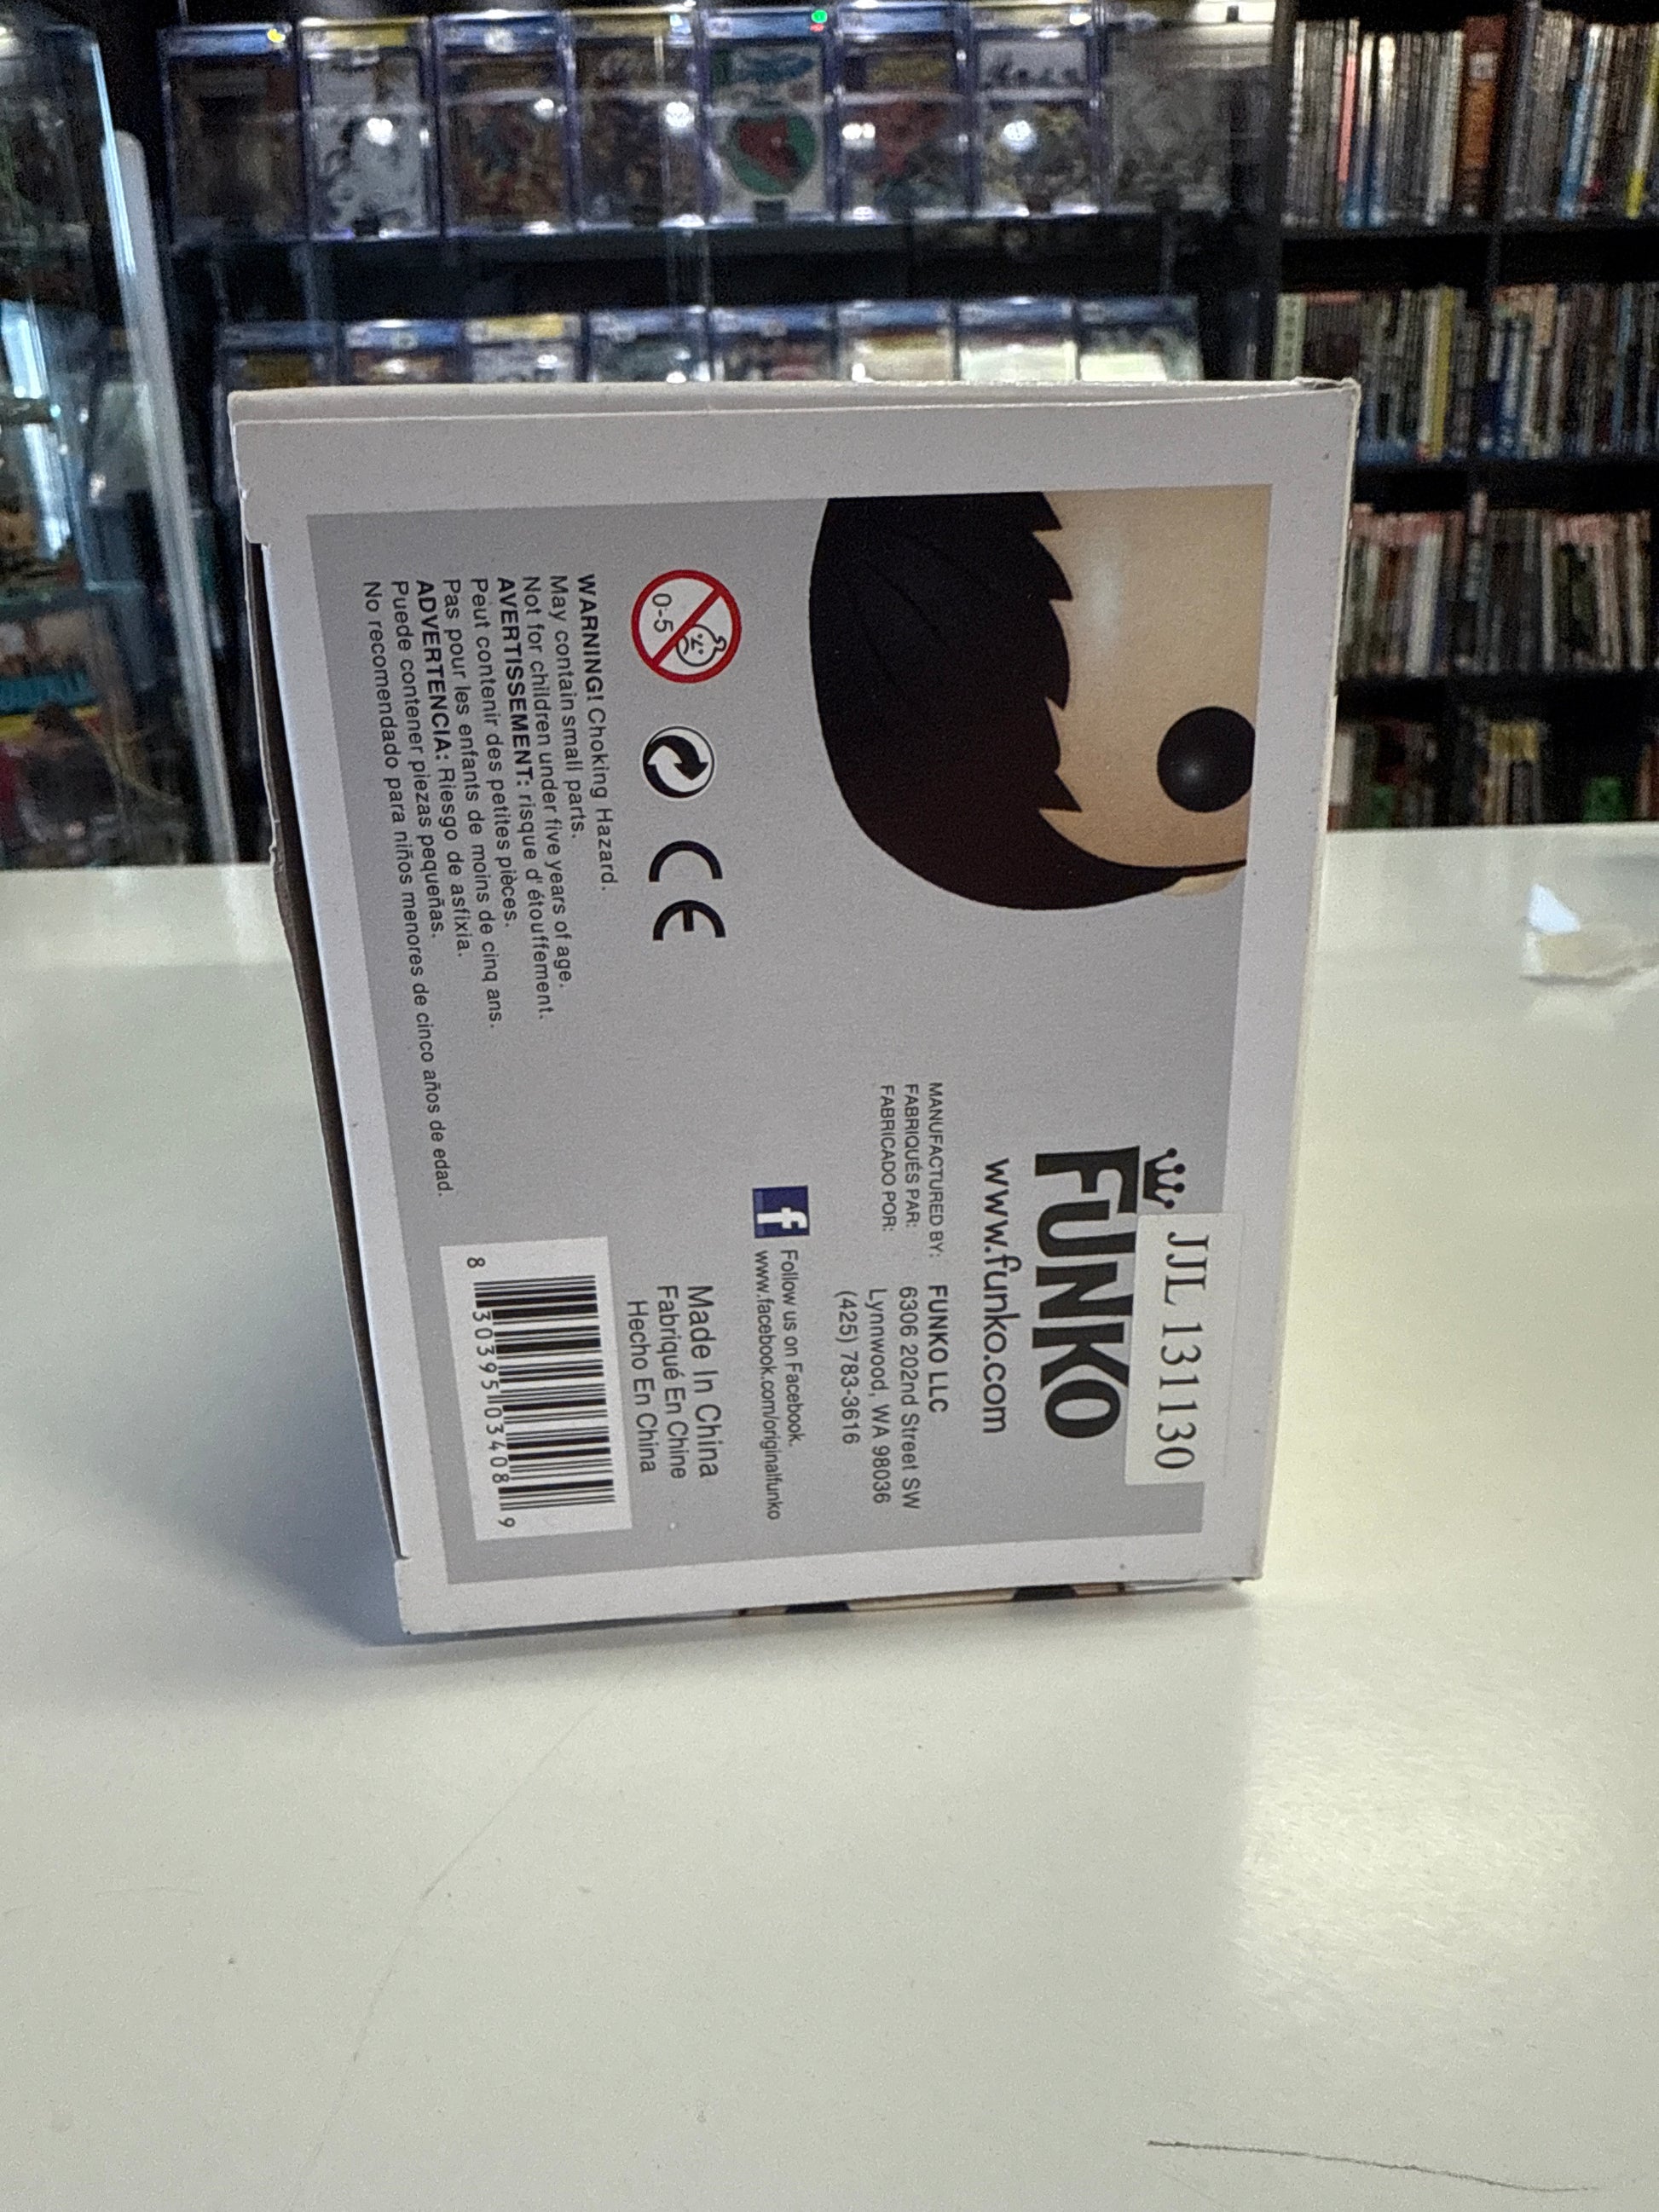 JJL 131130
FUNKO
www.funko.com
MANUFACTURED BY: FUNKO LLC
FABRIQUÉS PAR: 6306 202nd Street SW
FABRICADO POR: Lynnwood, WA 98036
(425) 783-3616
f Follow us on Facebook.
www.facebook.com/originalfunko
0-5
CE
Made In China
Fabriqué En Chine
Hecho En China
WARNING! Choking Hazard.
May contain small parts.
Not for children under five years of age.
AVERTISSEMENT: risque d' étouffement.
Peut contenir des petites pièces.
Pas pour les enfants de moins de cinq ans.
ADVERTENCIA: Riesgo de asfixia.
Puede contener piezas pequeñas.
No recomendado para niños menores de cinco años de edad.
8 30395 03408 9